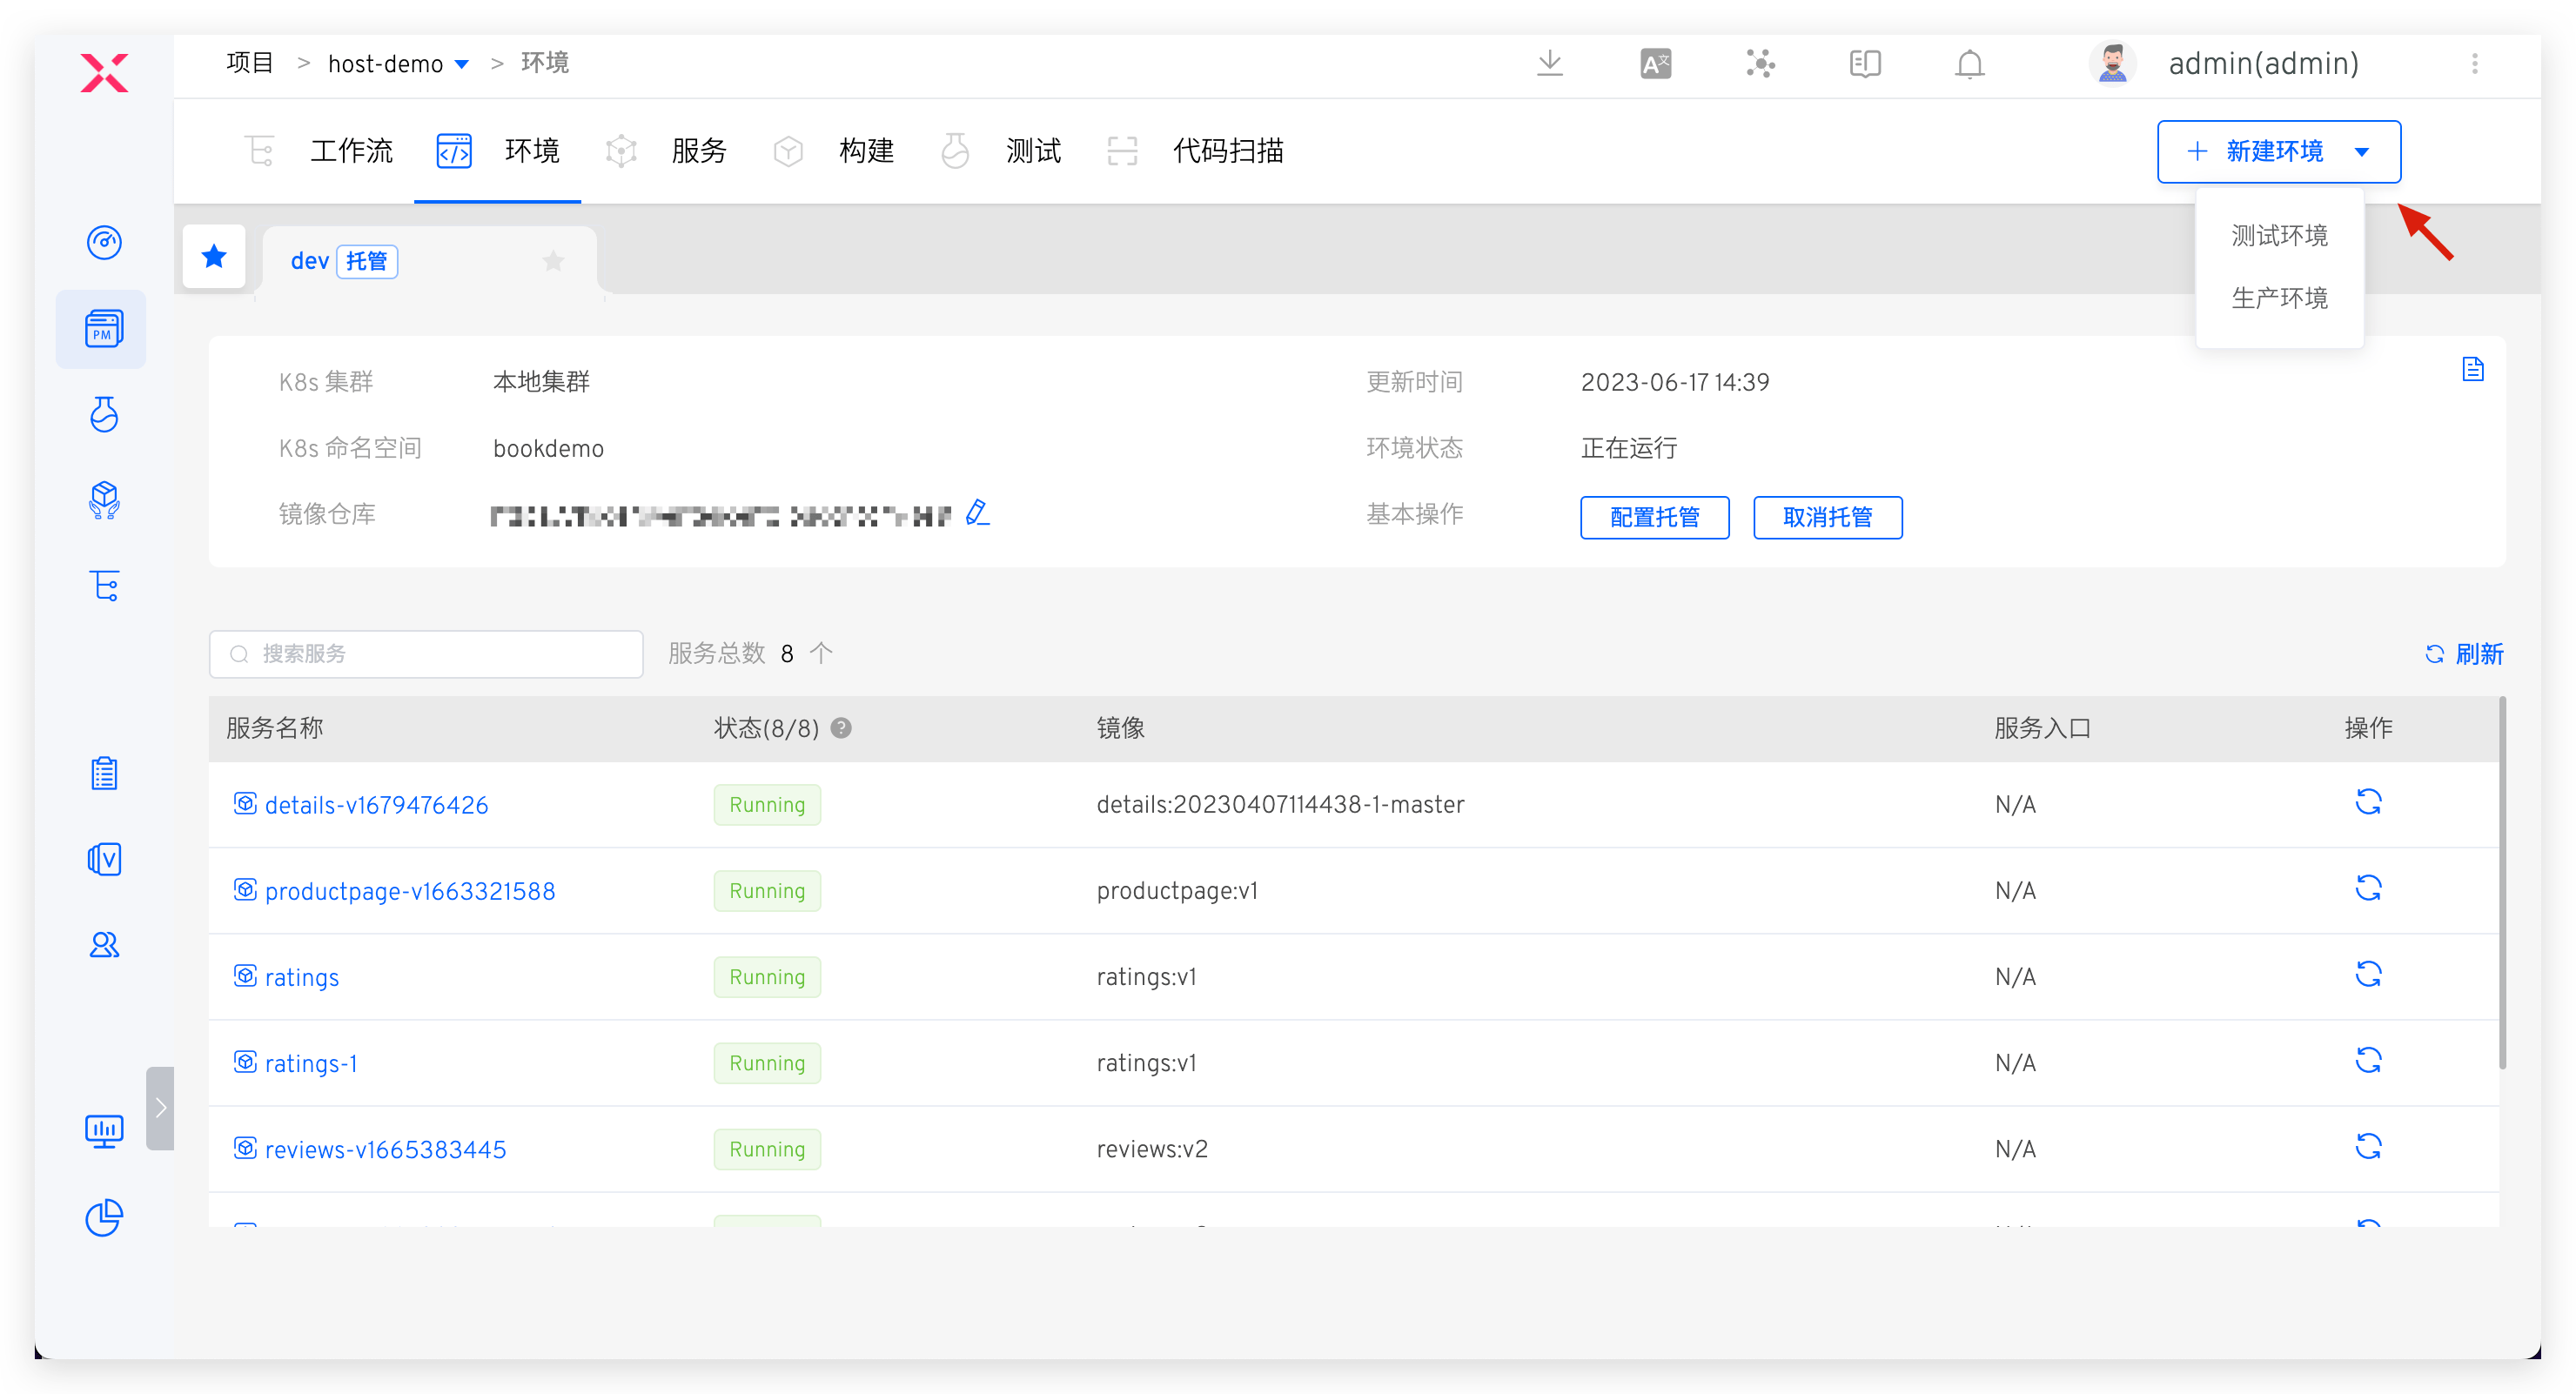 项目 > host-demo > 环境
admin(admin)
工作流 环境 服务 构建 测试 代码扫描
+ 新建环境
测试环境
生产环境
dev 托管
PM
K8s 集群 本地集群 更新时间 2023-06-17 14:39
K8s 命名空间 bookdemo 环境状态 正在运行
镜像仓库 基本操作 配置托管 取消托管
搜索服务 服务总数 8 个 刷新
服务名称 状态(8/8) 镜像 服务入口 操作
details-v1679476426 Running details:20230407114438-1-master N/A
productpage-v1663321588 Running productpage:v1 N/A
ratings Running ratings:v1 N/A
ratings-1 Running ratings:v1 N/A
reviews-v1665383445 Running reviews:v2 N/A